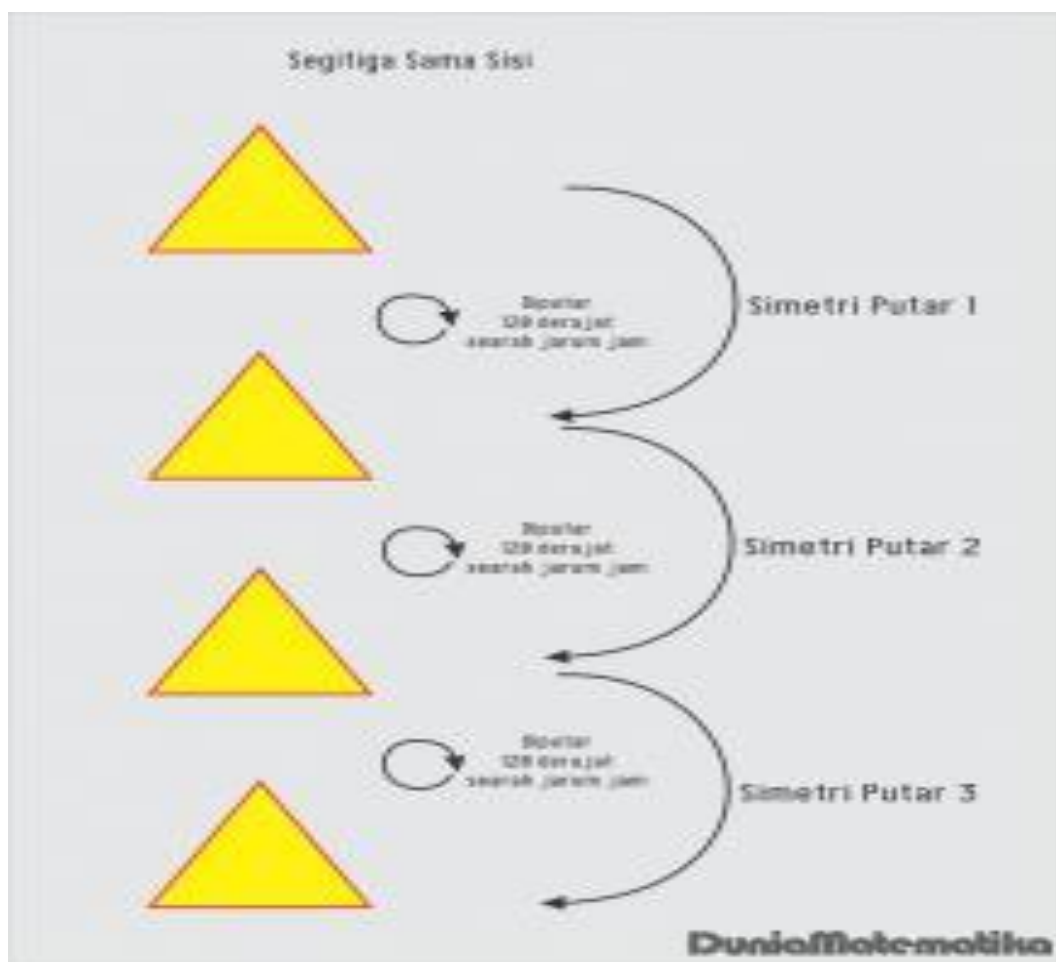 Segitiga Sama Sisi
Diputar
120 derajat
searah jarum jam
Simetri Putar 1
Diputar
120 derajat
searah jarum jam
Simetri Putar 2
Diputar
120 derajat
searah jarum jam
Simetri Putar 3
DuniaMatematika